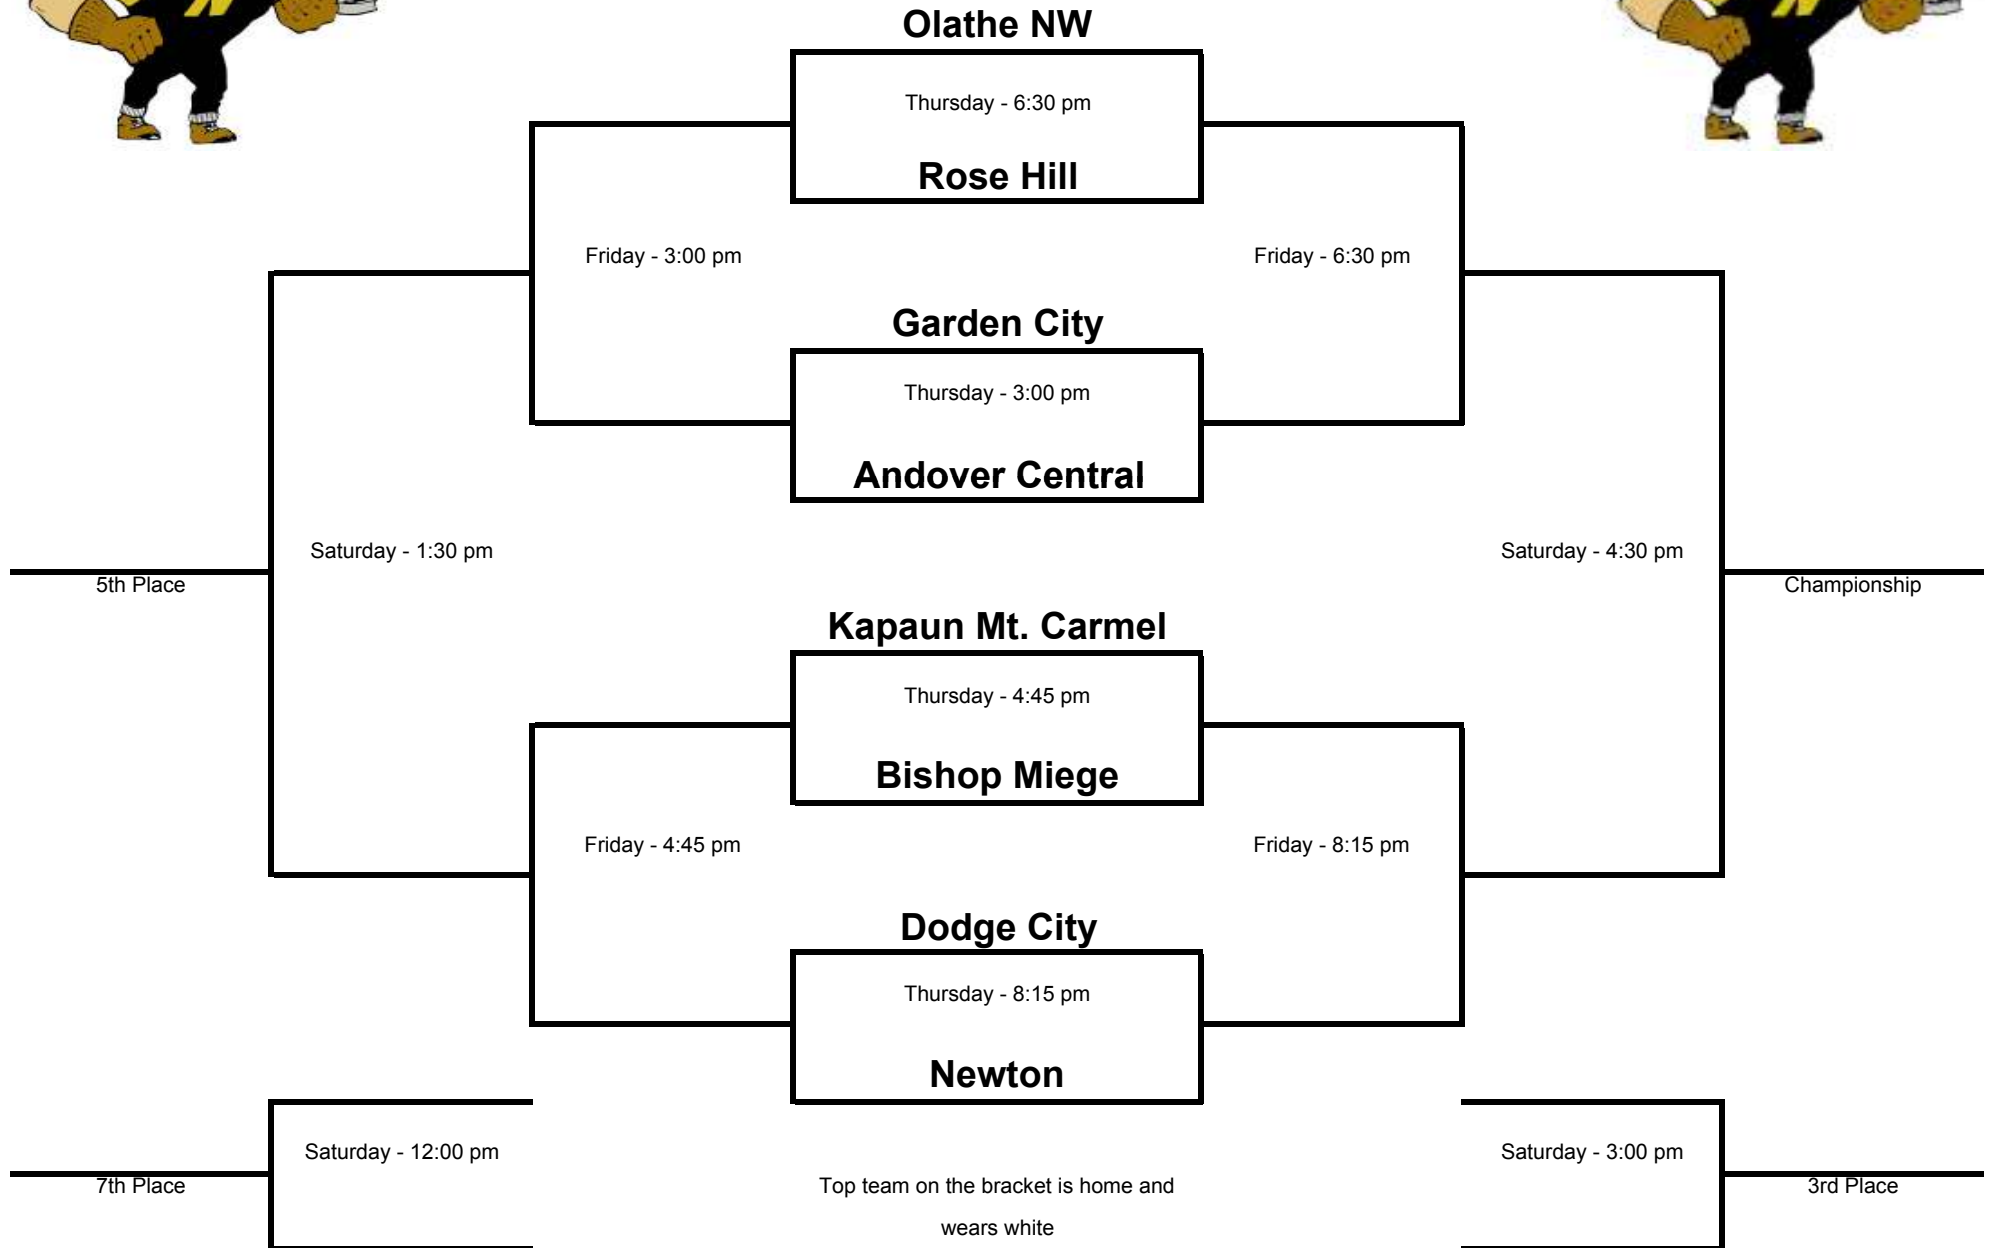 Olathe NW
Thursday - 6:30 pm
Rose Hill
Friday - 3:00 pm
Friday - 6:30 pm
Garden City
Thursday - 3:00 pm
Andover Central
Saturday - 1:30 pm
Saturday - 4:30 pm
5th Place
Championship
Kapaun Mt. Carmel
Thursday - 4:45 pm
Bishop Miege
Friday - 4:45 pm
Friday - 8:15 pm
Dodge City
Thursday - 8:15 pm
Newton
Saturday - 12:00 pm
Saturday - 3:00 pm
7th Place
Top team on the bracket is home and
3rd Place
wears white